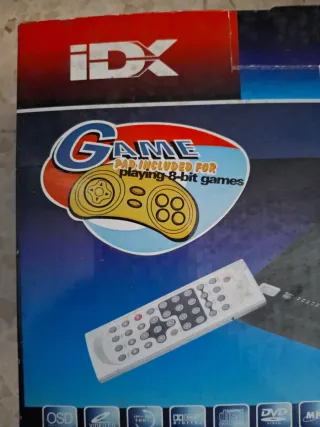 iDX
GAME
PAD INCLUDED FOR
playing 8-bit games
OSD
DVD